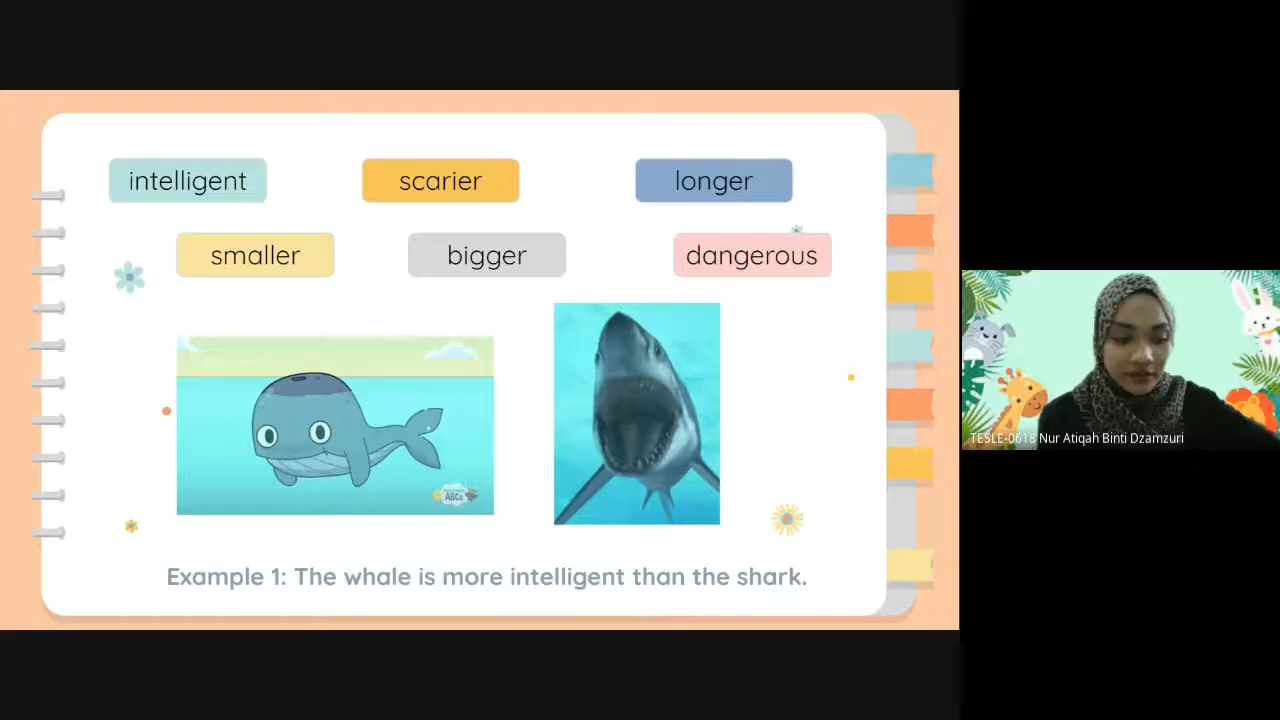 intelligent
scarier
longer
smaller
bigger
dangerous
ABCs
Example 1: The whale is more intelligent than the shark.
TESLE-0618 Nur Atiqah Binti Dzamzuri